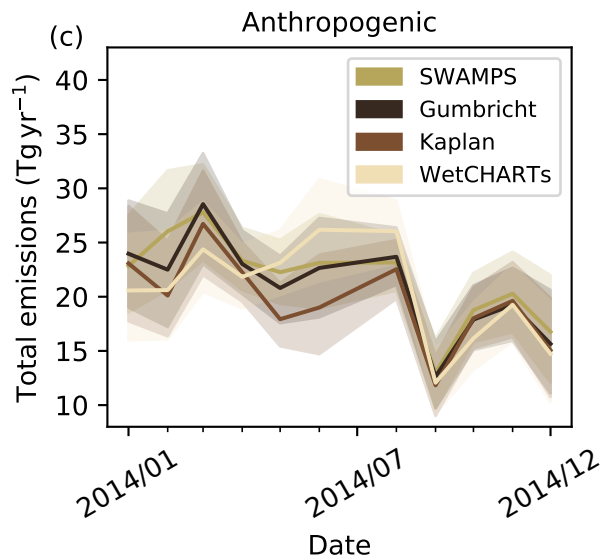 (c)
Anthropogenic
Total emissions (Tg yr⁻¹)
40
35
30
25
20
15
10
SWAMPS
Gumbricht
Kaplan
WetCHARTs
2014/01
2014/07
2014/12
Date